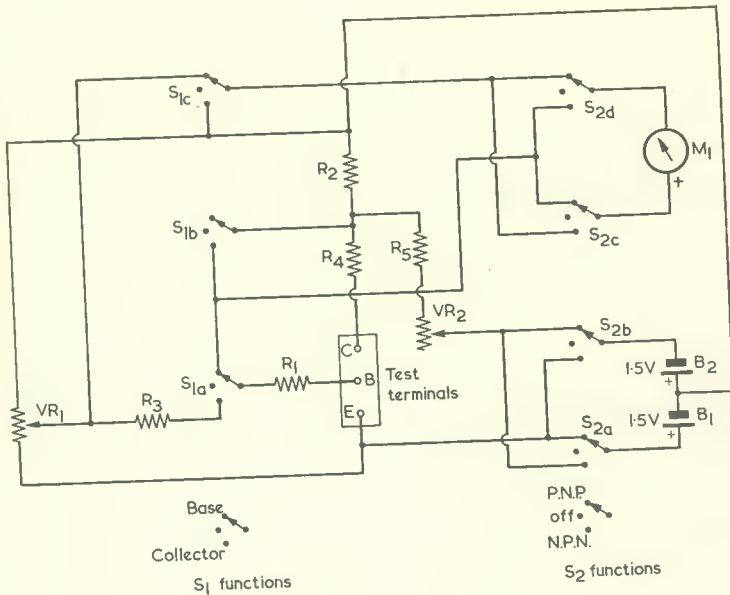 S1c
S2d
M1
+
R2
S1b
S2c
R4
R5
VR2
S2b
C
S1a
R1
B
Test
terminals
1·5V
B2
+
VR1
R3
E
S2a
1·5V
B1
+
Base
Collector
S1 functions
P.N.P.
off
N.P.N.
S2 functions